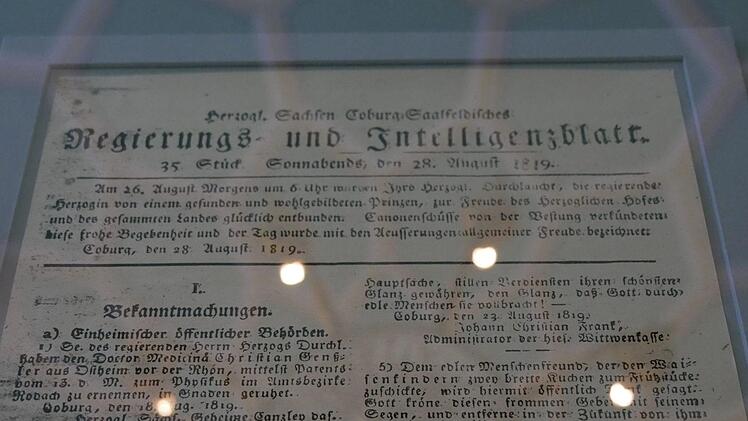 Herzogl. Sachsen Coburg-Saalfeldisches
Regierungs- und Intelligenzblatt.
35 Stück. Sonnabends, den 28. August 1819.
Am 26. August Morgens um 6 Uhr wurden Ihro Herzogl. Durchlaucht, die regierende
Herzogin von einem gesunden und wohlgebildeten Prinzen, zur Freude des Herzoglichen Hofes
und des gesammten Landes glücklich entbunden. Canonenschüsse von der Vestung verkündeten
diese frohe Begebenheit und der Tag wurde mit den Aeusserungen allgemeiner Freude bezeichnet.
Coburg, den 28. August 1819.
I.
Bekanntmachungen.
a) Einheimischer öffentlicher Behörden.
1) Se. des regierenden Herrn Herzogs Durchl.
haben den Doctor Medicinä Christian Genß-
ler aus Ostheim vor der Rhön, mittelst Patents
vom 13. d. M. zum Physikus im Amtsbezirke
Rodach zu ernennen, in Gnaden geruhet.
Coburg, den 18. Aug. 1819.
Herzogl. Sächs. Geheime Canzley das.
Hauptsache, stillen Verdiensten ihren schönsten
Glanz gewähren, den Glanz, daß Gott durch
edle Menschen sie vollbracht! —
Coburg, den 23. August 1819.
Johann Christian Frank,
Administrator der hies. Wittwenkasse.
5) Dem edlen Menschenfreund, der den Wai-
senkindern zwey breite Kuchen zum Frühstücke
zuschickte, wird hiermit öffentlich Dank gesagt.
Gott kröne diesen frommen Geber mit seinem
Segen, und entferne in der Zukunft von ihm